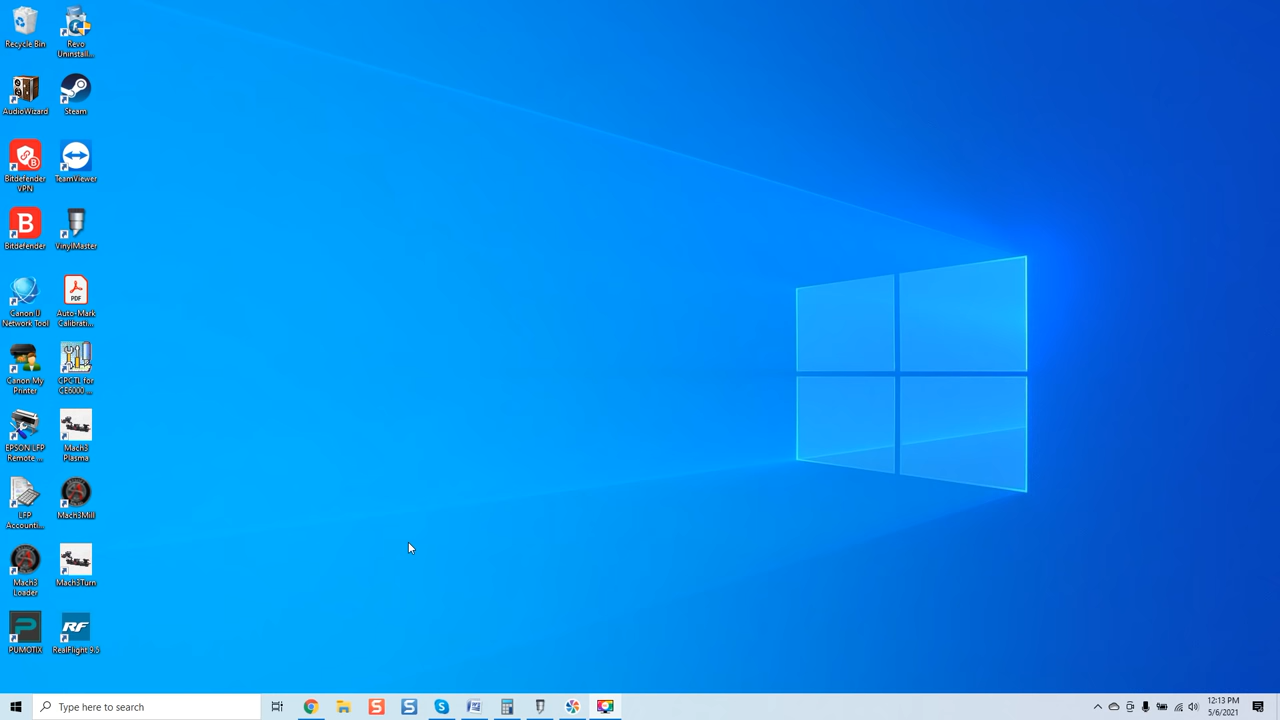 Recycle Bin
Revo
Uninstall...
AudioWizard
Steam
Bitdefender
VPN
TeamViewer
Bitdefender
VinylMaster
Canon IJ
Network Tool
PDF
Auto-Mark
Calibrati...
Canon My
Printer
CPCTL for
CE6000 ...
EPSON LFP
Remote ...
Mach3
Plasma
LFP
Accounti...
Mach3Mill
Mach3
Loader
Mach3Turn
PUMOTIX
RF
RealFlight 9.5
Type here to search
12:13 PM
5/6/2021